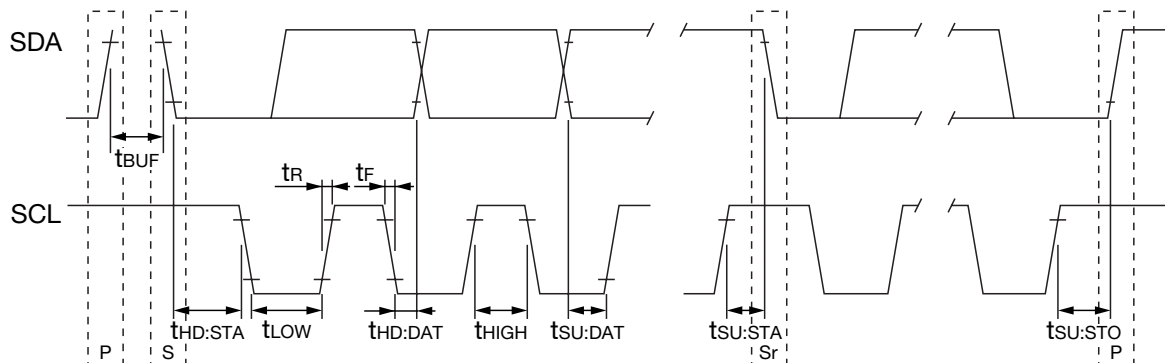 SDA
tBUF
tR
tF
SCL
tHD:STA
tLOW
tHD:DAT
tHIGH
tSU:DAT
tSU:STA
tSU:STO
P
S
Sr
P